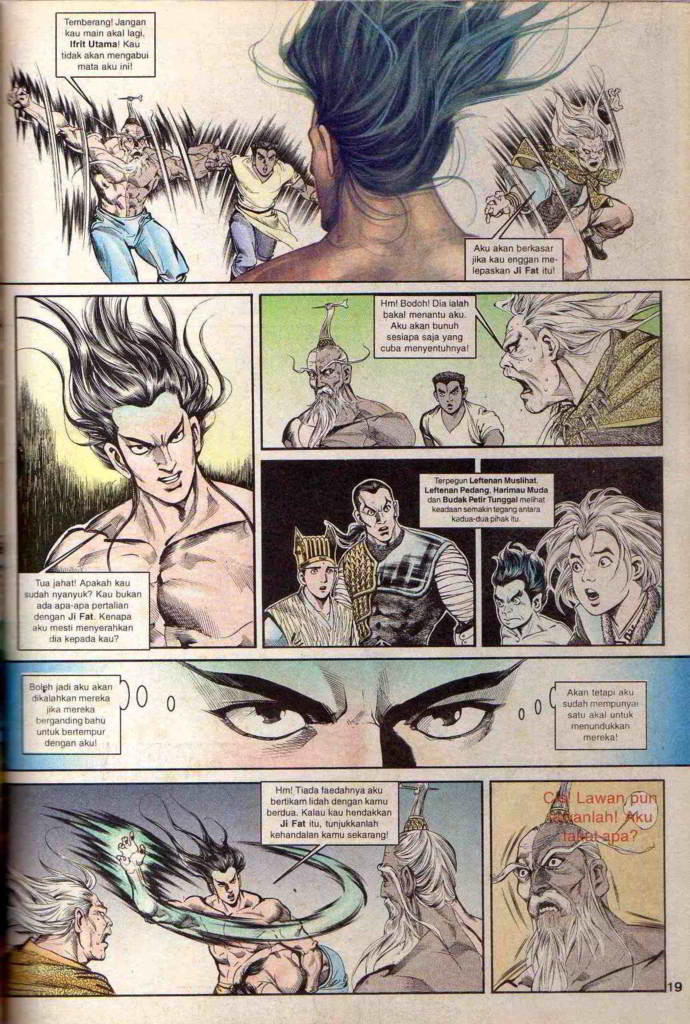 Temberang! Jangan
kau main akal lagi,
Ifrit Utama! Kau
tidak akan mengabui
mata aku ini!
Aku akan berkasar
jika kau enggan me-
lepaskan Ji Fat itu!
Tua jahat! Apakah kau
sudah nyanyuk? Kau bukan
ada apa-apa pertalian
dengan Ji Fat. Kenapa
aku mesti menyerahkan
dia kepada kau?
Hm! Bodoh! Dia ialah
bakal menantu aku.
Aku akan bunuh
sesiapa saja yang
cuba menyentuhnya!
Terpegun Leftenan Muslihat,
Leftenan Pedang, Harimau Muda
dan Budak Petir Tunggal melihat
keadaan semakin tegang antara
kedua-dua pihak itu.
Boleh jadi aku akan
dikalahkan mereka
jika mereka
berganding bahu
untuk bertempur
dengan aku!
Akan tetapi aku
sudah mempunyai
satu akal untuk
menundukkan
mereka!
Hm! Tiada faedahnya aku
bertikam lidah dengan kamu
berdua. Kalau kau hendakkan
Ji Fat itu, tunjukkanlah
kehandalan kamu sekarang!
Lawan pun
Aku
apa?
19